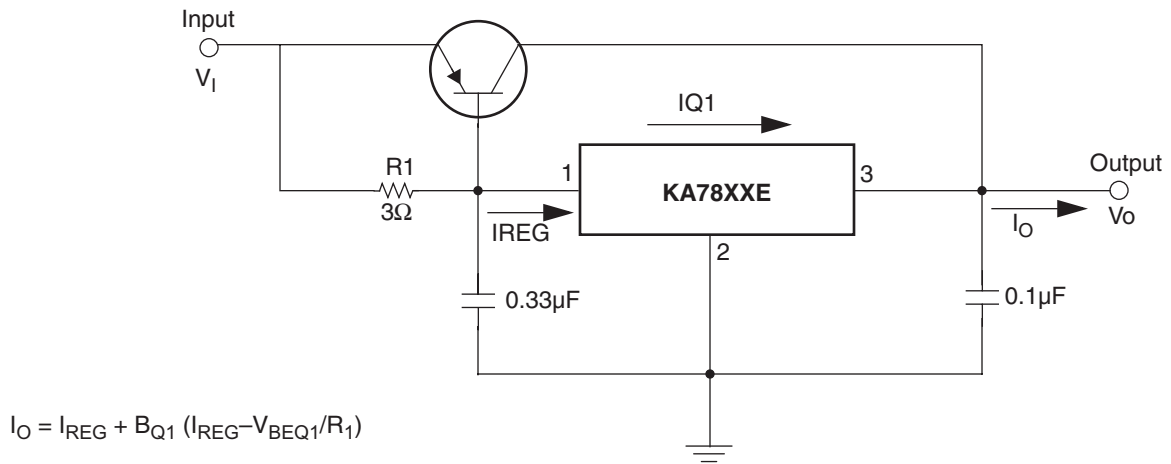 Input
V_I
IQ1
R1
3Ω
1
KA78XXE
3
Output
IREG
I_O
Vo
2
0.33μF
0.1μF
I_O = I_REG + B_Q1 (I_REG–V_BEQ1/R_1)